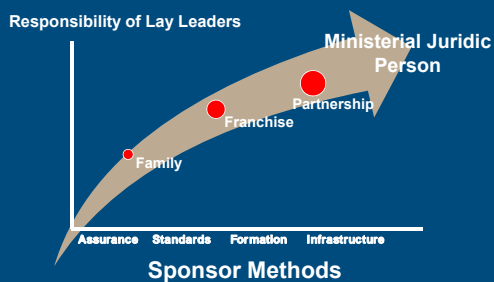 Responsibility of Lay Leaders
Ministerial Juridic
Person
Partnership
Franchise
Family
Assurance Standards Formation Infrastructure
Sponsor Methods